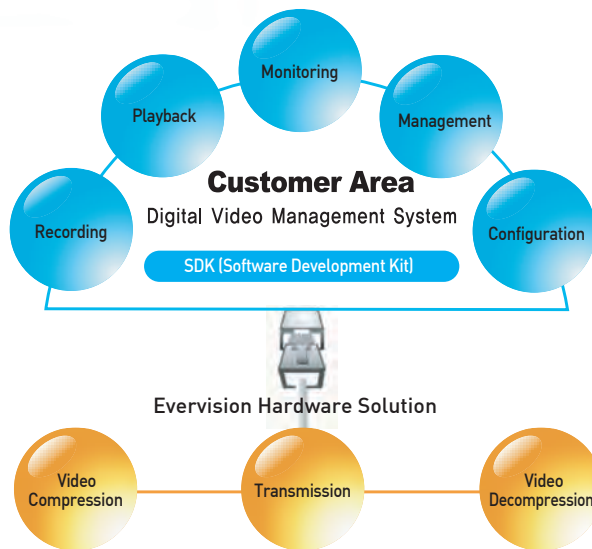 Monitoring
Playback
Management
Customer Area
Digital Video Management System
Recording
Configuration
SDK (Software Development Kit)
Evervision Hardware Solution
Video
Compression
Transmission
Video
Decompression